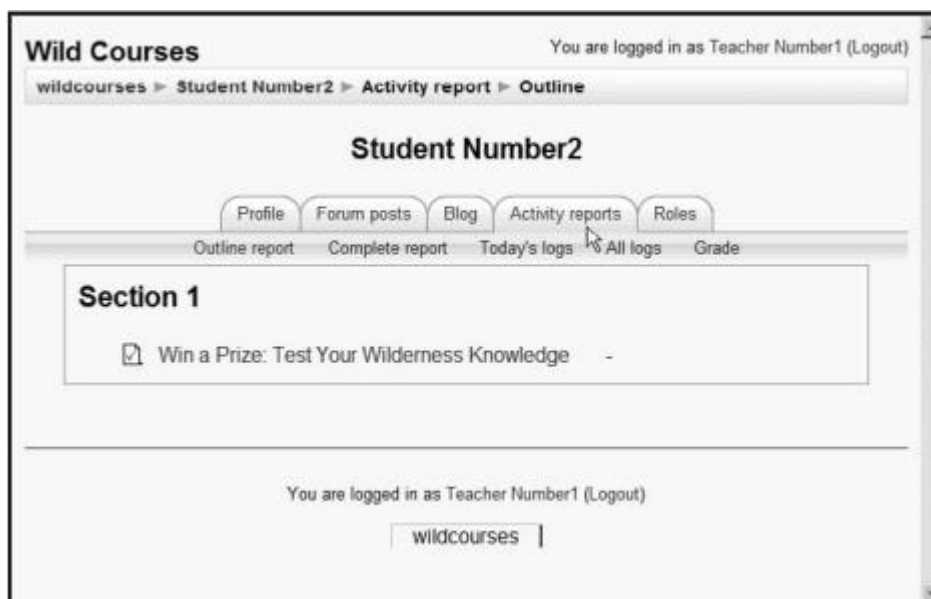 Wild Courses
You are logged in as Teacher Number1 (Logout)
wildcourses ► Student Number2 ► Activity report ► Outline
Student Number2
Profile Forum posts Blog Activity reports Roles
Outline report Complete report Today's logs All logs Grade
Section 1
Win a Prize: Test Your Wilderness Knowledge -
You are logged in as Teacher Number1 (Logout)
wildcourses